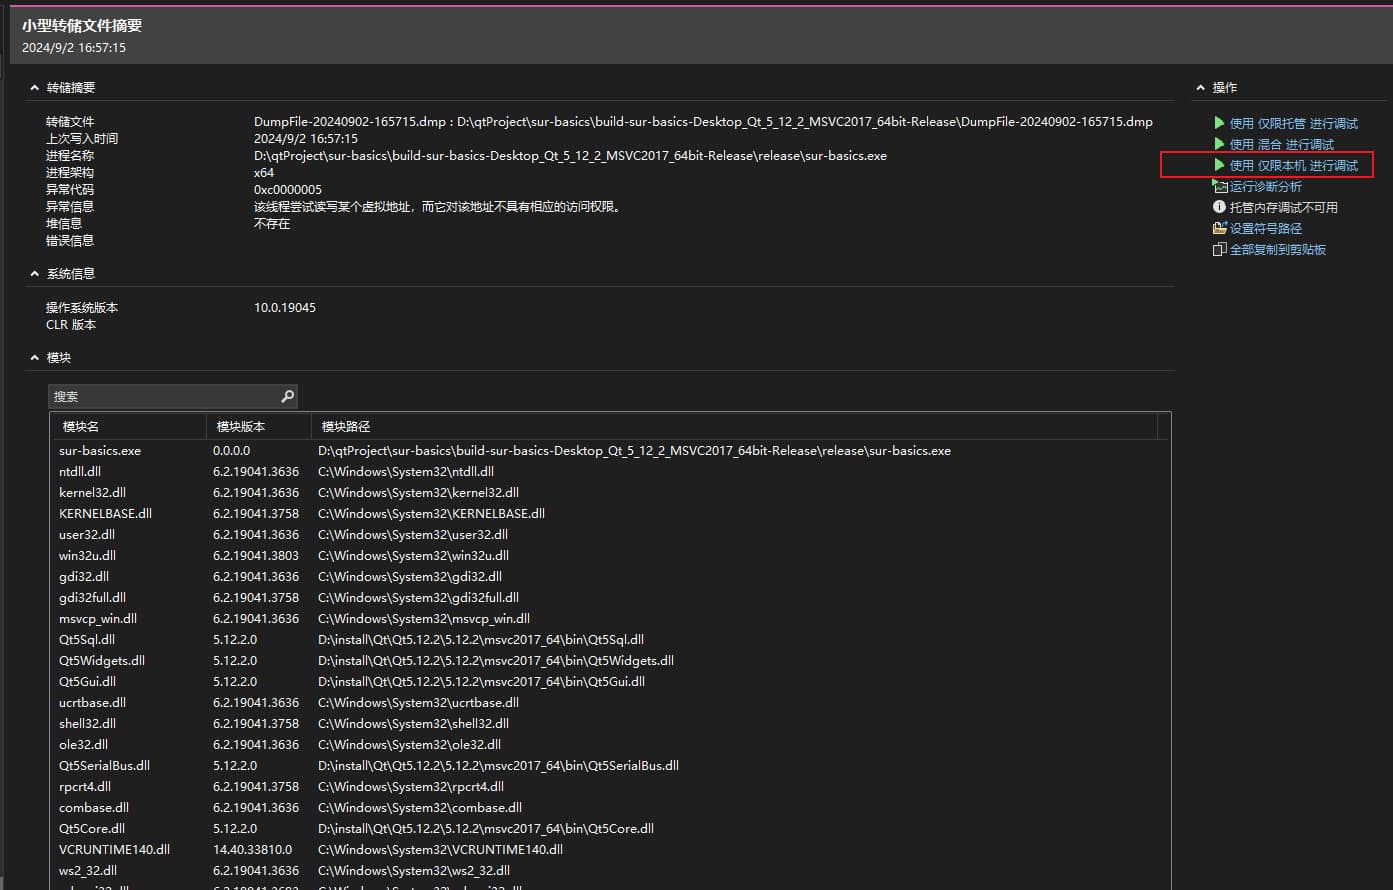 小型转储文件摘要
2024/9/2 16:57:15
转储摘要
转储文件 DumpFile-20240902-165715.dmp : D:\qtProject\sur-basics\build-sur-basics-Desktop_Qt_5_12_2_MSVC2017_64bit-Release\DumpFile-20240902-165715.dmp
上次写入时间 2024/9/2 16:57:15
进程名称 D:\qtProject\sur-basics\build-sur-basics-Desktop_Qt_5_12_2_MSVC2017_64bit-Release\release\sur-basics.exe
进程架构 x64
异常代码 0xc0000005
异常信息 该线程尝试读写某个虚拟地址，而它对该地址不具有相应的访问权限。
堆信息 不存在
错误信息
系统信息
操作系统版本 10.0.19045
CLR 版本
模块
搜索
模块名 模块版本 模块路径
sur-basics.exe 0.0.0.0 D:\qtProject\sur-basics\build-sur-basics-Desktop_Qt_5_12_2_MSVC2017_64bit-Release\release\sur-basics.exe
ntdll.dll 6.2.19041.3636 C:\Windows\System32\ntdll.dll
kernel32.dll 6.2.19041.3636 C:\Windows\System32\kernel32.dll
KERNELBASE.dll 6.2.19041.3758 C:\Windows\System32\KERNELBASE.dll
user32.dll 6.2.19041.3636 C:\Windows\System32\user32.dll
win32u.dll 6.2.19041.3803 C:\Windows\System32\win32u.dll
gdi32.dll 6.2.19041.3636 C:\Windows\System32\gdi32.dll
gdi32full.dll 6.2.19041.3758 C:\Windows\System32\gdi32full.dll
msvcp_win.dll 6.2.19041.3636 C:\Windows\System32\msvcp_win.dll
Qt5Sql.dll 5.12.2.0 D:\install\Qt\Qt5.12.2\5.12.2\msvc2017_64\bin\Qt5Sql.dll
Qt5Widgets.dll 5.12.2.0 D:\install\Qt\Qt5.12.2\5.12.2\msvc2017_64\bin\Qt5Widgets.dll
Qt5Gui.dll 5.12.2.0 D:\install\Qt\Qt5.12.2\5.12.2\msvc2017_64\bin\Qt5Gui.dll
ucrtbase.dll 6.2.19041.3636 C:\Windows\System32\ucrtbase.dll
shell32.dll 6.2.19041.3758 C:\Windows\System32\shell32.dll
ole32.dll 6.2.19041.3636 C:\Windows\System32\ole32.dll
Qt5SerialBus.dll 5.12.2.0 D:\install\Qt\Qt5.12.2\5.12.2\msvc2017_64\bin\Qt5SerialBus.dll
rpcrt4.dll 6.2.19041.3758 C:\Windows\System32\rpcrt4.dll
combase.dll 6.2.19041.3636 C:\Windows\System32\combase.dll
Qt5Core.dll 5.12.2.0 D:\install\Qt\Qt5.12.2\5.12.2\msvc2017_64\bin\Qt5Core.dll
VCRUNTIME140.dll 14.40.33810.0 C:\Windows\System32\VCRUNTIME140.dll
ws2_32.dll 6.2.19041.3636 C:\Windows\System32\ws2_32.dll
操作
使用 仅限托管 进行调试
使用 混合 进行调试
使用 仅限本机 进行调试
运行诊断分析
托管内存调试不可用
设置符号路径
全部复制到剪贴板